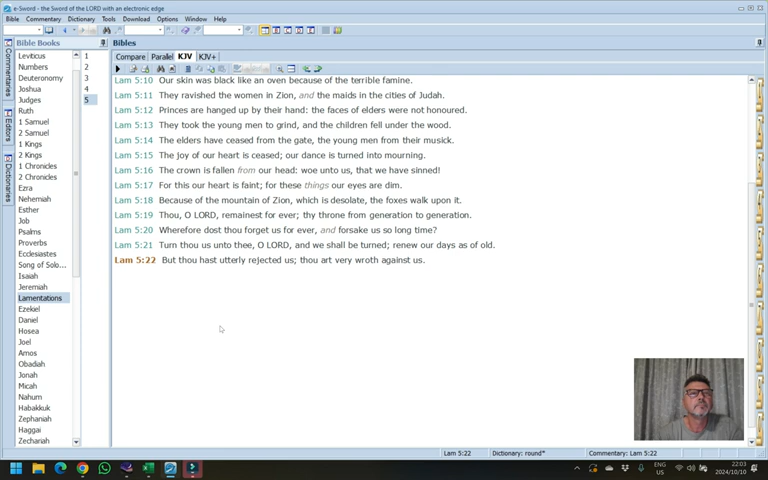 e-Sword - the Sword of the LORD with an electronic edge
Bible Commentary Dictionary Tools Options Window Help
Bible Books
Bibles
Commentaries
Editors
Dictionaries
Leviticus
Numbers
Deuteronomy
Joshua
Judges
Ruth
1 Samuel
2 Samuel
1 Kings
2 Kings
1 Chronicles
2 Chronicles
Ezra
Nehemiah
Esther
Job
Psalms
Proverbs
Ecclesiastes
Song of Solo...
Isaiah
Jeremiah
Lamentations
Ezekiel
Daniel
Hosea
Joel
Amos
Obadiah
Jonah
Micah
Nahum
Habakkuk
Zephaniah
Haggai
Zechariah
1
2
3
4
5
Compare Parallel KJV KJV+
Lam 5:10 Our skin was black like an oven because of the terrible famine.
Lam 5:11 They ravished the women in Zion, and the maids in the cities of Judah.
Lam 5:12 Princes are hanged up by their hand: the faces of elders were not honoured.
Lam 5:13 They took the young men to grind, and the children fell under the wood.
Lam 5:14 The elders have ceased from the gate, the young men from their musick.
Lam 5:15 The joy of our heart is ceased; our dance is turned into mourning.
Lam 5:16 The crown is fallen from our head: woe unto us, that we have sinned!
Lam 5:17 For this our heart is faint; for these things our eyes are dim.
Lam 5:18 Because of the mountain of Zion, which is desolate, the foxes walk upon it.
Lam 5:19 Thou, O LORD, remainest for ever; thy throne from generation to generation.
Lam 5:20 Wherefore dost thou forget us for ever, and forsake us so long time?
Lam 5:21 Turn thou us unto thee, O LORD, and we shall be turned; renew our days as of old.
Lam 5:22 But thou hast utterly rejected us; thou art very wroth against us.
Lam 5:22 Dictionary: round* Commentary: Lam 5:22
ENG
US
22:03
2024/10/10